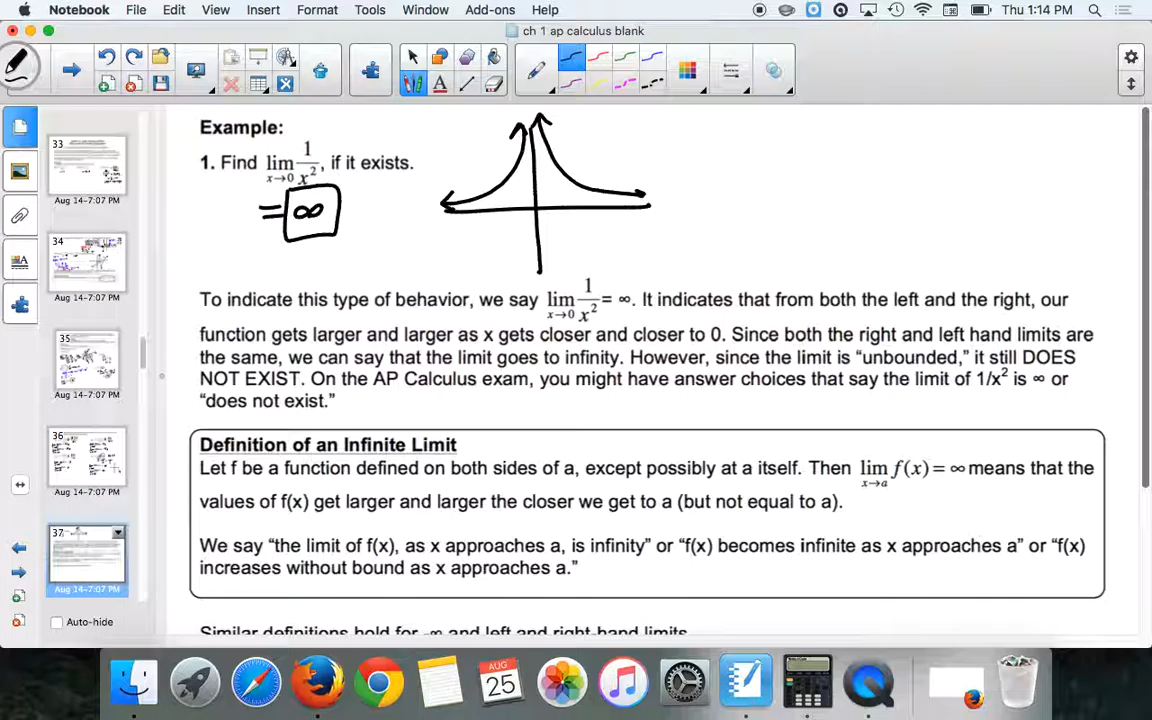 Notebook File Edit View Insert Format Tools Window Add-ons Help Thu 1:14 PM
ch 1 ap calculus blank
Example:
1. Find lim x→0 1/x², if it exists.
= ∞
To indicate this type of behavior, we say lim x→0 1/x² = ∞. It indicates that from both the left and the right, our
function gets larger and larger as x gets closer and closer to 0. Since both the right and left hand limits are
the same, we can say that the limit goes to infinity. However, since the limit is “unbounded,” it still DOES
NOT EXIST. On the AP Calculus exam, you might have answer choices that say the limit of 1/x² is ∞ or
“does not exist.”
Definition of an Infinite Limit
Let f be a function defined on both sides of a, except possibly at a itself. Then lim x→a f(x) = ∞ means that the
values of f(x) get larger and larger the closer we get to a (but not equal to a).
We say “the limit of f(x), as x approaches a, is infinity” or “f(x) becomes infinite as x approaches a” or “f(x)
increases without bound as x approaches a.”
Similar definitions hold for -∞ and left and right-hand limits.
33
Aug 14-7:07 PM
34
Aug 14-7:07 PM
35
Aug 14-7:07 PM
36
Aug 14-7:07 PM
37
Aug 14-7:07 PM
Auto-hide
AUG
25